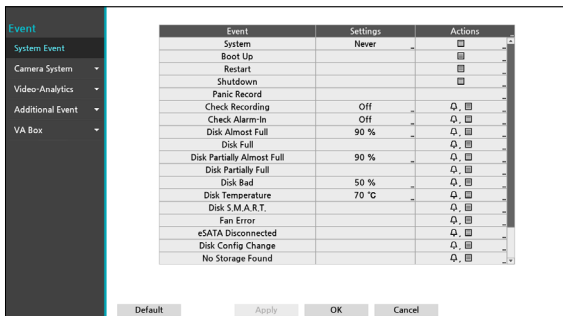 Event
System Event
Camera System
Video-Analytics
Additional Event
VA Box
Event Settings Actions
System Never
Boot Up
Restart
Shutdown
Panic Record
Check Recording Off
Check Alarm-In Off
Disk Almost Full 90 %
Disk Full
Disk Partially Almost Full 90 %
Disk Partially Full
Disk Bad 50 %
Disk Temperature 70 °C
Disk S.M.A.R.T.
Fan Error
eSATA Disconnected
Disk Config Change
No Storage Found
Default Apply OK Cancel